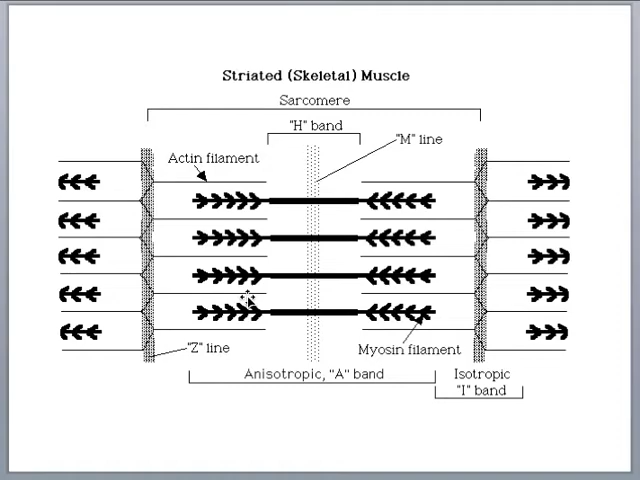 Striated (Skeletal) Muscle
Sarcomere
"H" band
"M" line
Actin filament
"Z" line
Myosin filament
Anisotropic, "A" band
Isotropic
"I" band